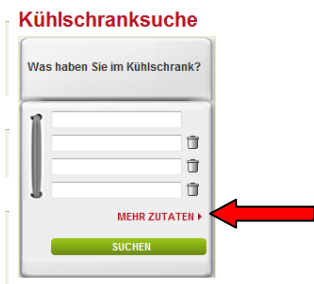 Kühlschranksuche
Was haben Sie im Kühlschrank?
MEHR ZUTATEN
SUCHEN